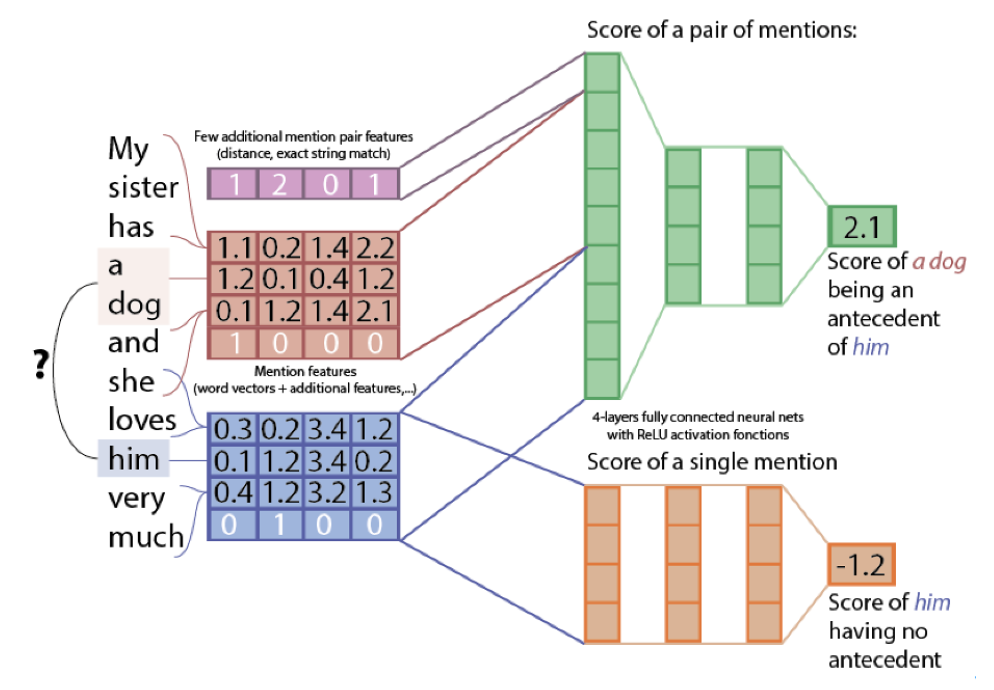 Score of a pair of mentions:
Few additional mention pair features
(distance, exact string match)
1 2 0 1
My
sister
has
a
dog
and
she
loves
him
very
much
?
1.1 0.2 1.4 2.2
1.2 0.1 0.4 1.2
0.1 1.2 1.4 2.1
1 0 0 0
Mention features
(word vectors + additional features,...)
0.3 0.2 3.4 1.2
0.1 1.2 3.4 0.2
0.4 1.2 3.2 1.3
0 1 0 0
2.1
Score of a dog
being an
antecedent
of him
4-layers fully connected neural nets
with ReLU activation fonctions
Score of a single mention
-1.2
Score of him
having no
antecedent